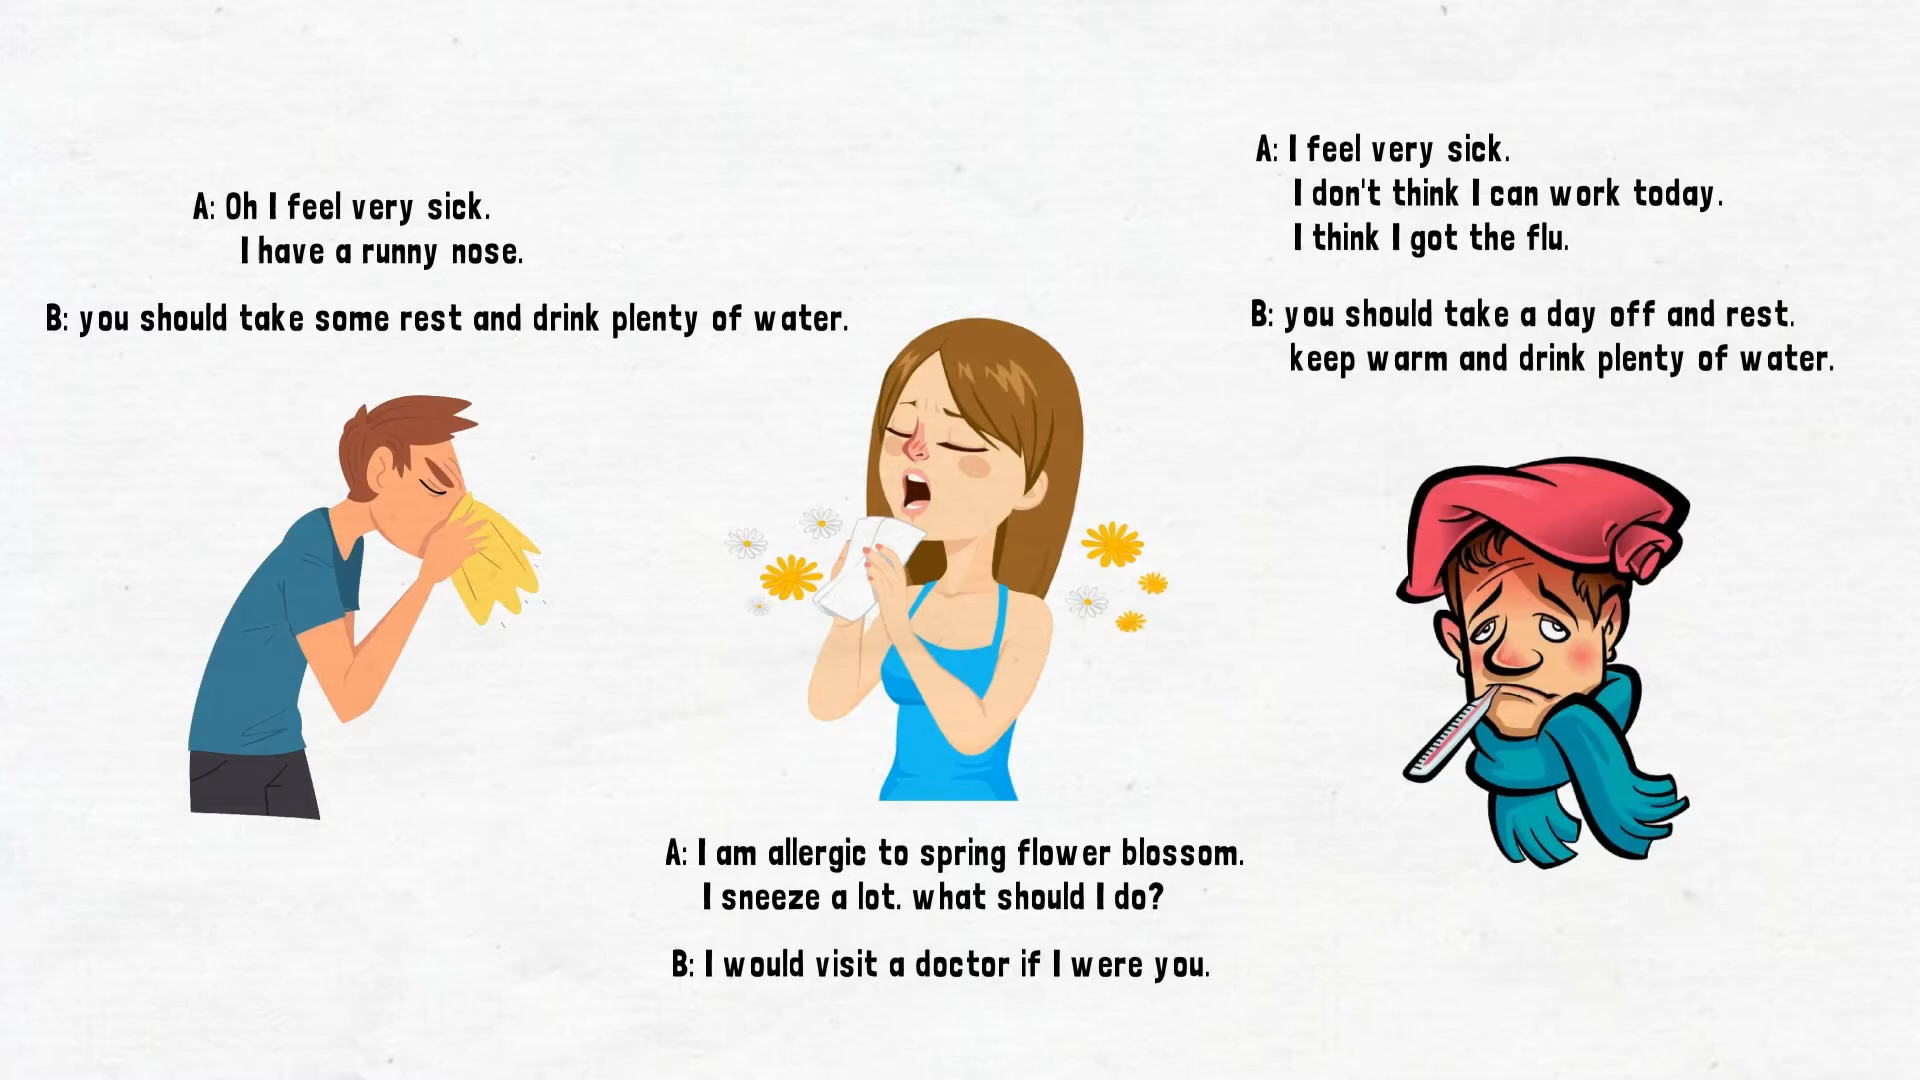 A: Oh I feel very sick.
I have a runny nose.
B: you should take some rest and drink plenty of water.
A: I feel very sick.
I don't think I can work today.
I think I got the flu.
B: you should take a day off and rest.
keep warm and drink plenty of water.
A: I am allergic to spring flower blossom.
I sneeze a lot. what should I do?
B: I would visit a doctor if I were you.